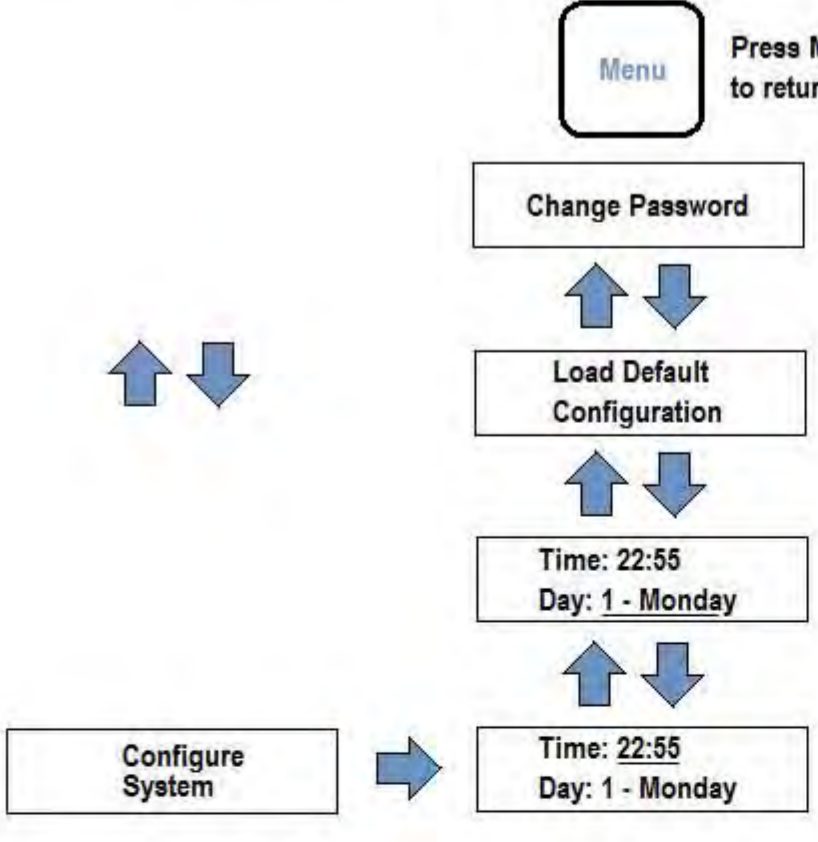 Menu
Press
to
Change Password
Load Default
Configuration
Time: 22:55
Day: 1 - Monday
Configure
System
Time: 22:55
Day: 1 - Monday